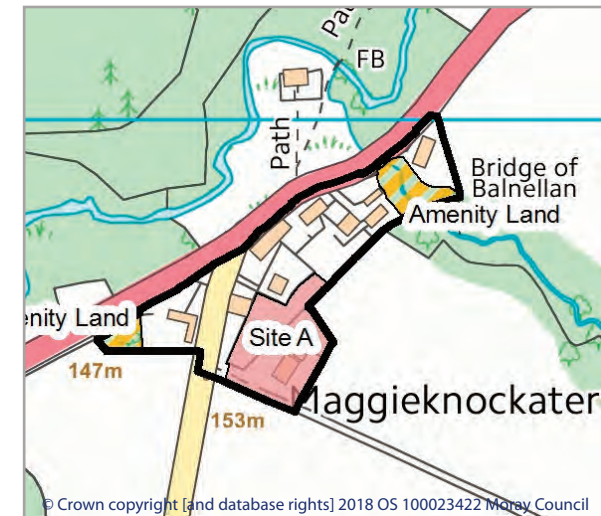 Pa
FB
Path
Bridge of
Balnellan
Amenity Land
enity Land
Site A
147m
Maggieknockater
153m
© Crown copyright [and database rights] 2018 OS 100023422 Moray Council